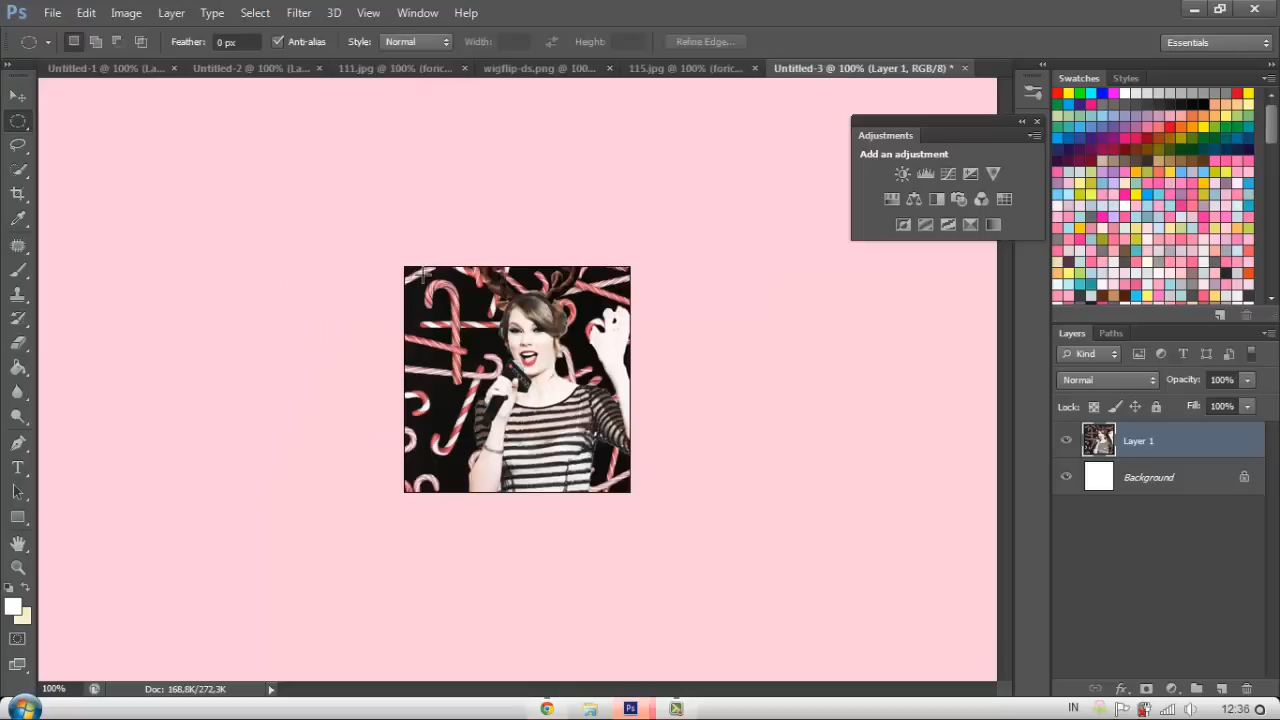 Ps File Edit Image Layer Type Select Filter 3D View Window Help
Feather: 0 px Anti-alias Style: Normal Width: Height: Refine Edge... Essentials
Untitled-1 @ 100% (La... × Untitled-2 @ 100% (La... × 111.jpg @ 100% (foric... × wigflip-ds.png @ 100... × 115.jpg @ 100% (foric... × Untitled-3 @ 100% (Layer 1, RGB/8) * ×
Swatches Styles
Adjustments
Add an adjustment
Layers Paths
Kind
Normal Opacity: 100%
Lock: Fill: 100%
Layer 1
Background
T
100% Doc: 168,8K/272,3K
fx
Ps IN 12:36